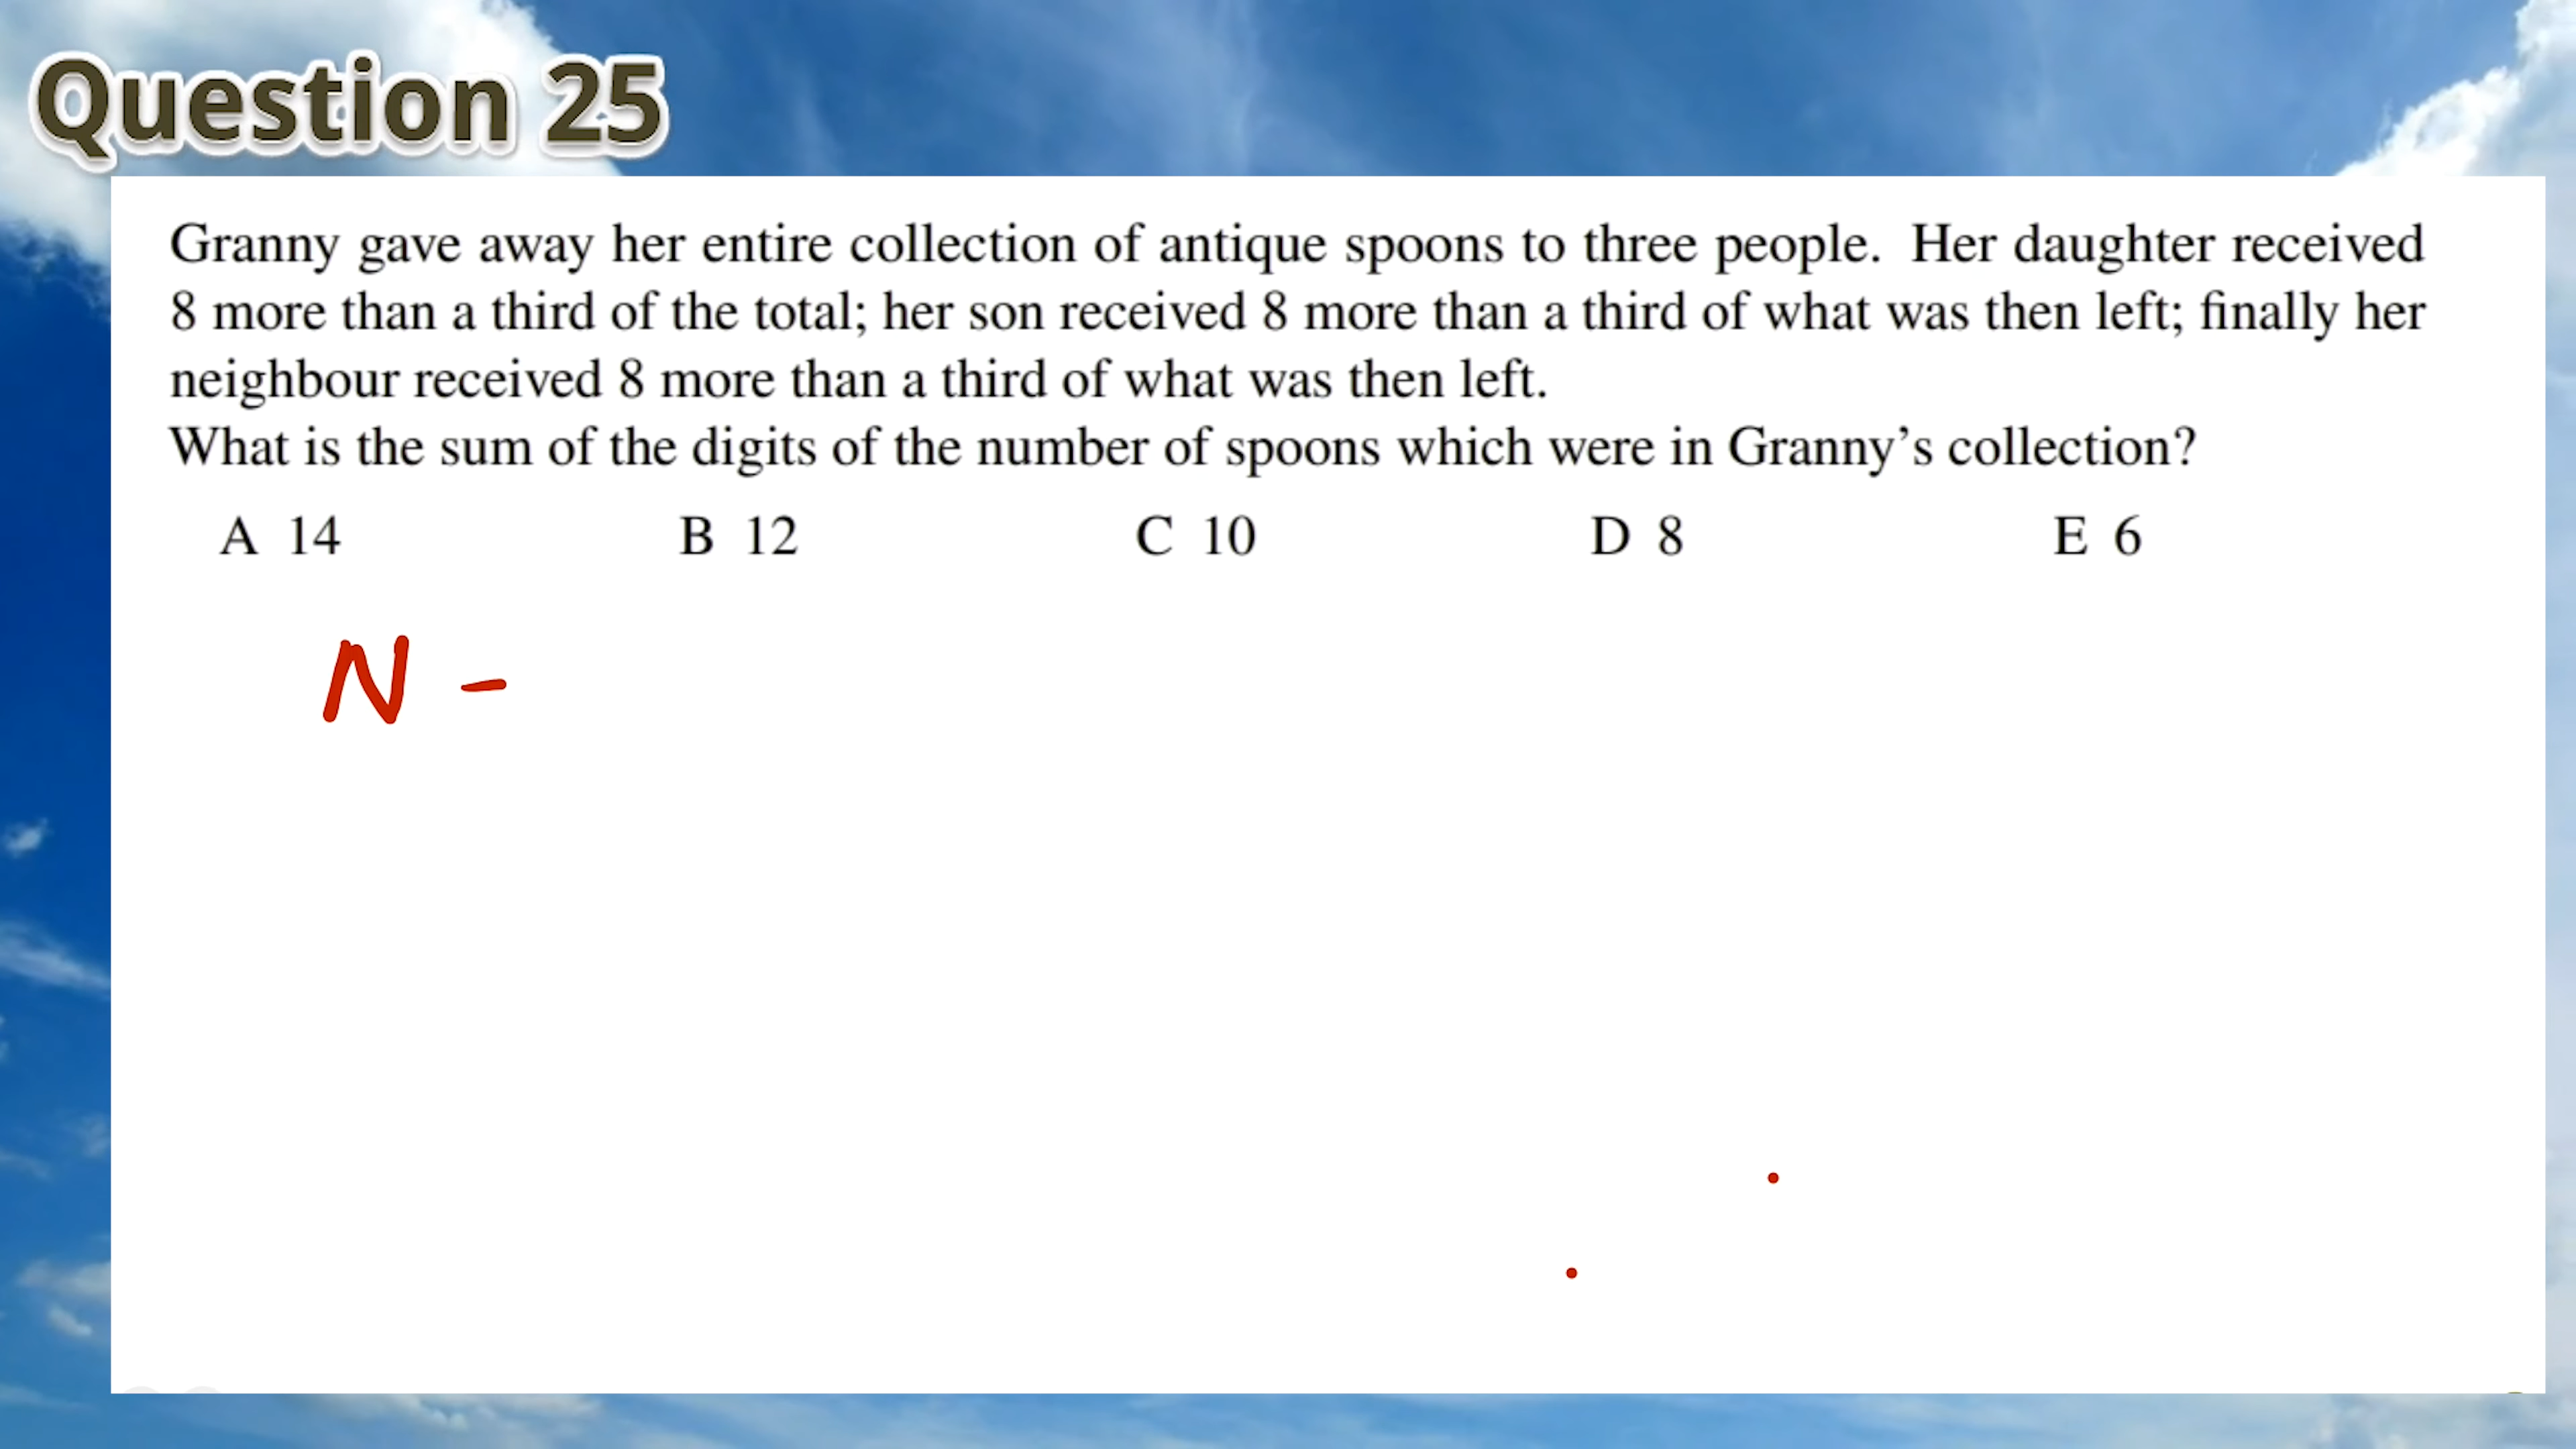 Question 25
Granny gave away her entire collection of antique spoons to three people. Her daughter received
8 more than a third of the total; her son received 8 more than a third of what was then left; finally her
neighbour received 8 more than a third of what was then left.
What is the sum of the digits of the number of spoons which were in Granny's collection?
A 14 B 12 C 10 D 8 E 6
N -